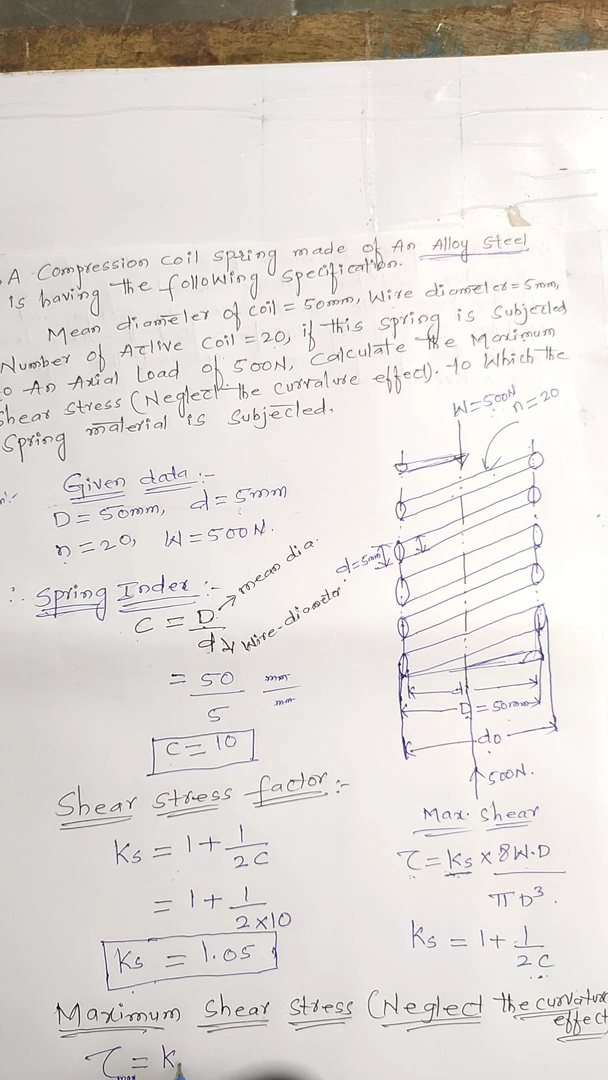 A Compression coil spring made of An Alloy steel
is having the following specification.
Mean diameter of coil = 50mm, Wire diameter = 5mm,
Number of Active coil = 20, if this spring is subjected
to An Axial Load of 500N, Calculate the Maximum
Shear stress (Neglect the curvature effect). to Which the
Spring material is subjected.
W = 500N
n = 20
Given data :-
D = 50mm, d = 5mm
n = 20, W = 500N.
d = 5mm
∴ Spring Index :-
C = D → mean dia.
d → Wire-diameter
= 50 mm
5 mm
C = 10
di
D = 50mm
do
500N.
Shear stress factor :-
Ks = 1 + 1/2C
= 1 + 1/2×10
Ks = 1.05
Max. Shear
τ = Ks × 8W.D
πD³.
Ks = 1 + 1/2C
Maximum Shear stress (Neglect the curvature
effect
τmax = K